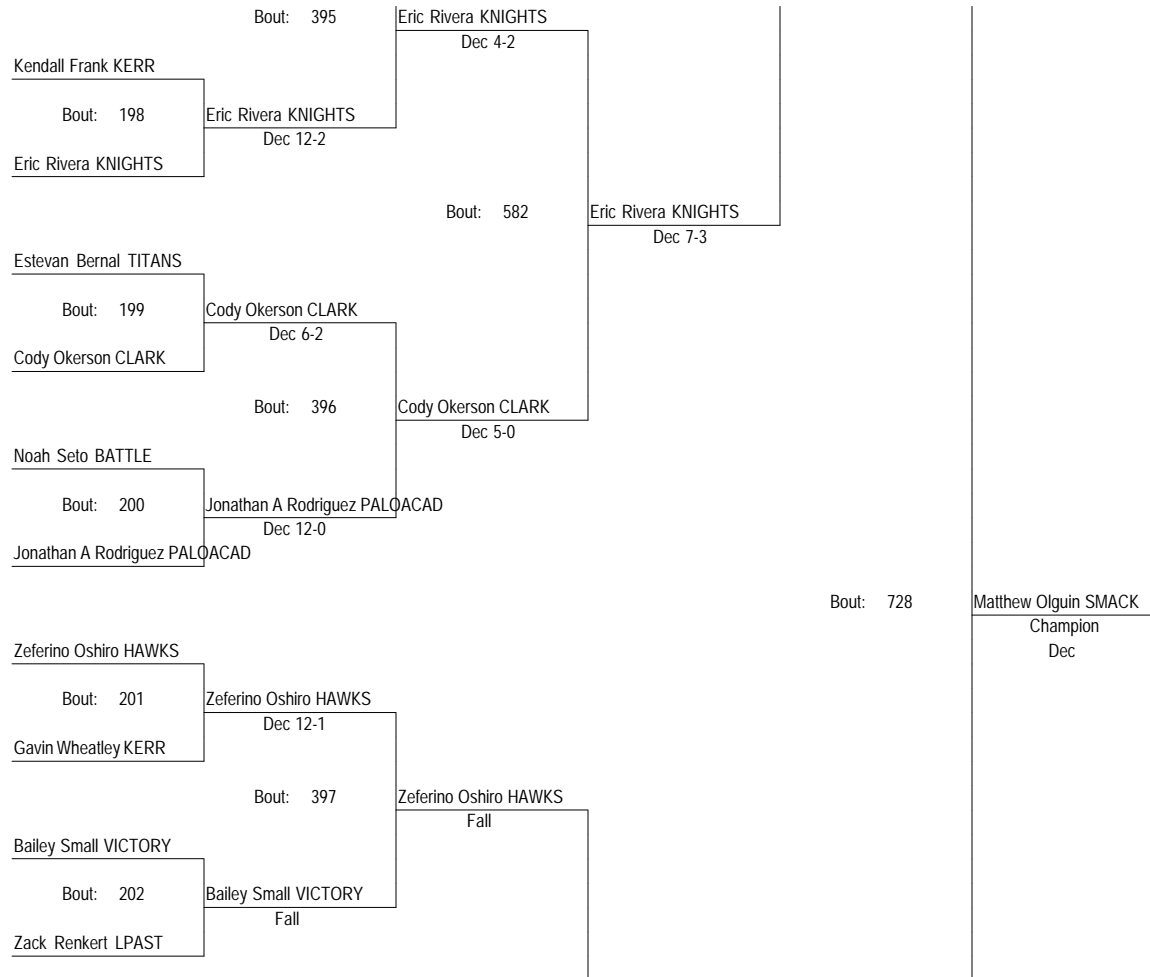 Bout: 395 Eric Rivera KNIGHTS
Dec 4-2
Kendall Frank KERR
Bout: 198 Eric Rivera KNIGHTS
Dec 12-2
Eric Rivera KNIGHTS
Bout: 582 Eric Rivera KNIGHTS
Dec 7-3
Estevan Bernal TITANS
Bout: 199 Cody Okerson CLARK
Dec 6-2
Cody Okerson CLARK
Bout: 396 Cody Okerson CLARK
Dec 5-0
Noah Seto BATTLE
Bout: 200 Jonathan A Rodriguez PALOACAD
Dec 12-0
Jonathan A Rodriguez PALOACAD
Bout: 728 Matthew Olguin SMACK
Champion
Dec
Zeferino Oshiro HAWKS
Bout: 201 Zeferino Oshiro HAWKS
Dec 12-1
Gavin Wheatley KERR
Bout: 397 Zeferino Oshiro HAWKS
Fall
Bailey Small VICTORY
Bout: 202 Bailey Small VICTORY
Fall
Zack Renkert LPAST